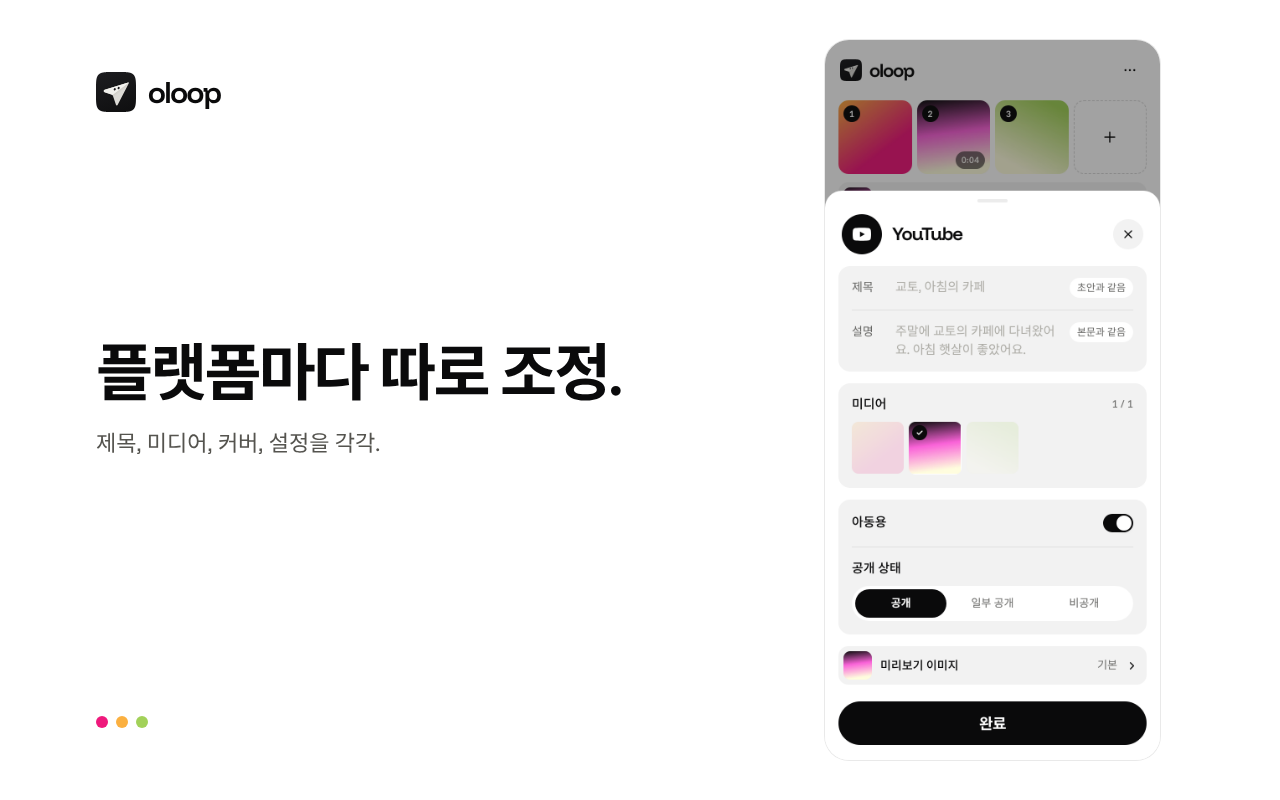 oloop
플랫폼마다 따로 조정.
제목, 미디어, 커버, 설정을 각각.
oloop
1
2
3
0:04
YouTube
제목
교토, 아침의 카페
초안과 같음
설명
주말에 교토의 카페에 다녀왔어
요. 아침 햇살이 좋았어요.
본문과 같음
미디어
1 / 1
아동용
공개 상태
공개
일부 공개
비공개
미리보기 이미지
기본
완료